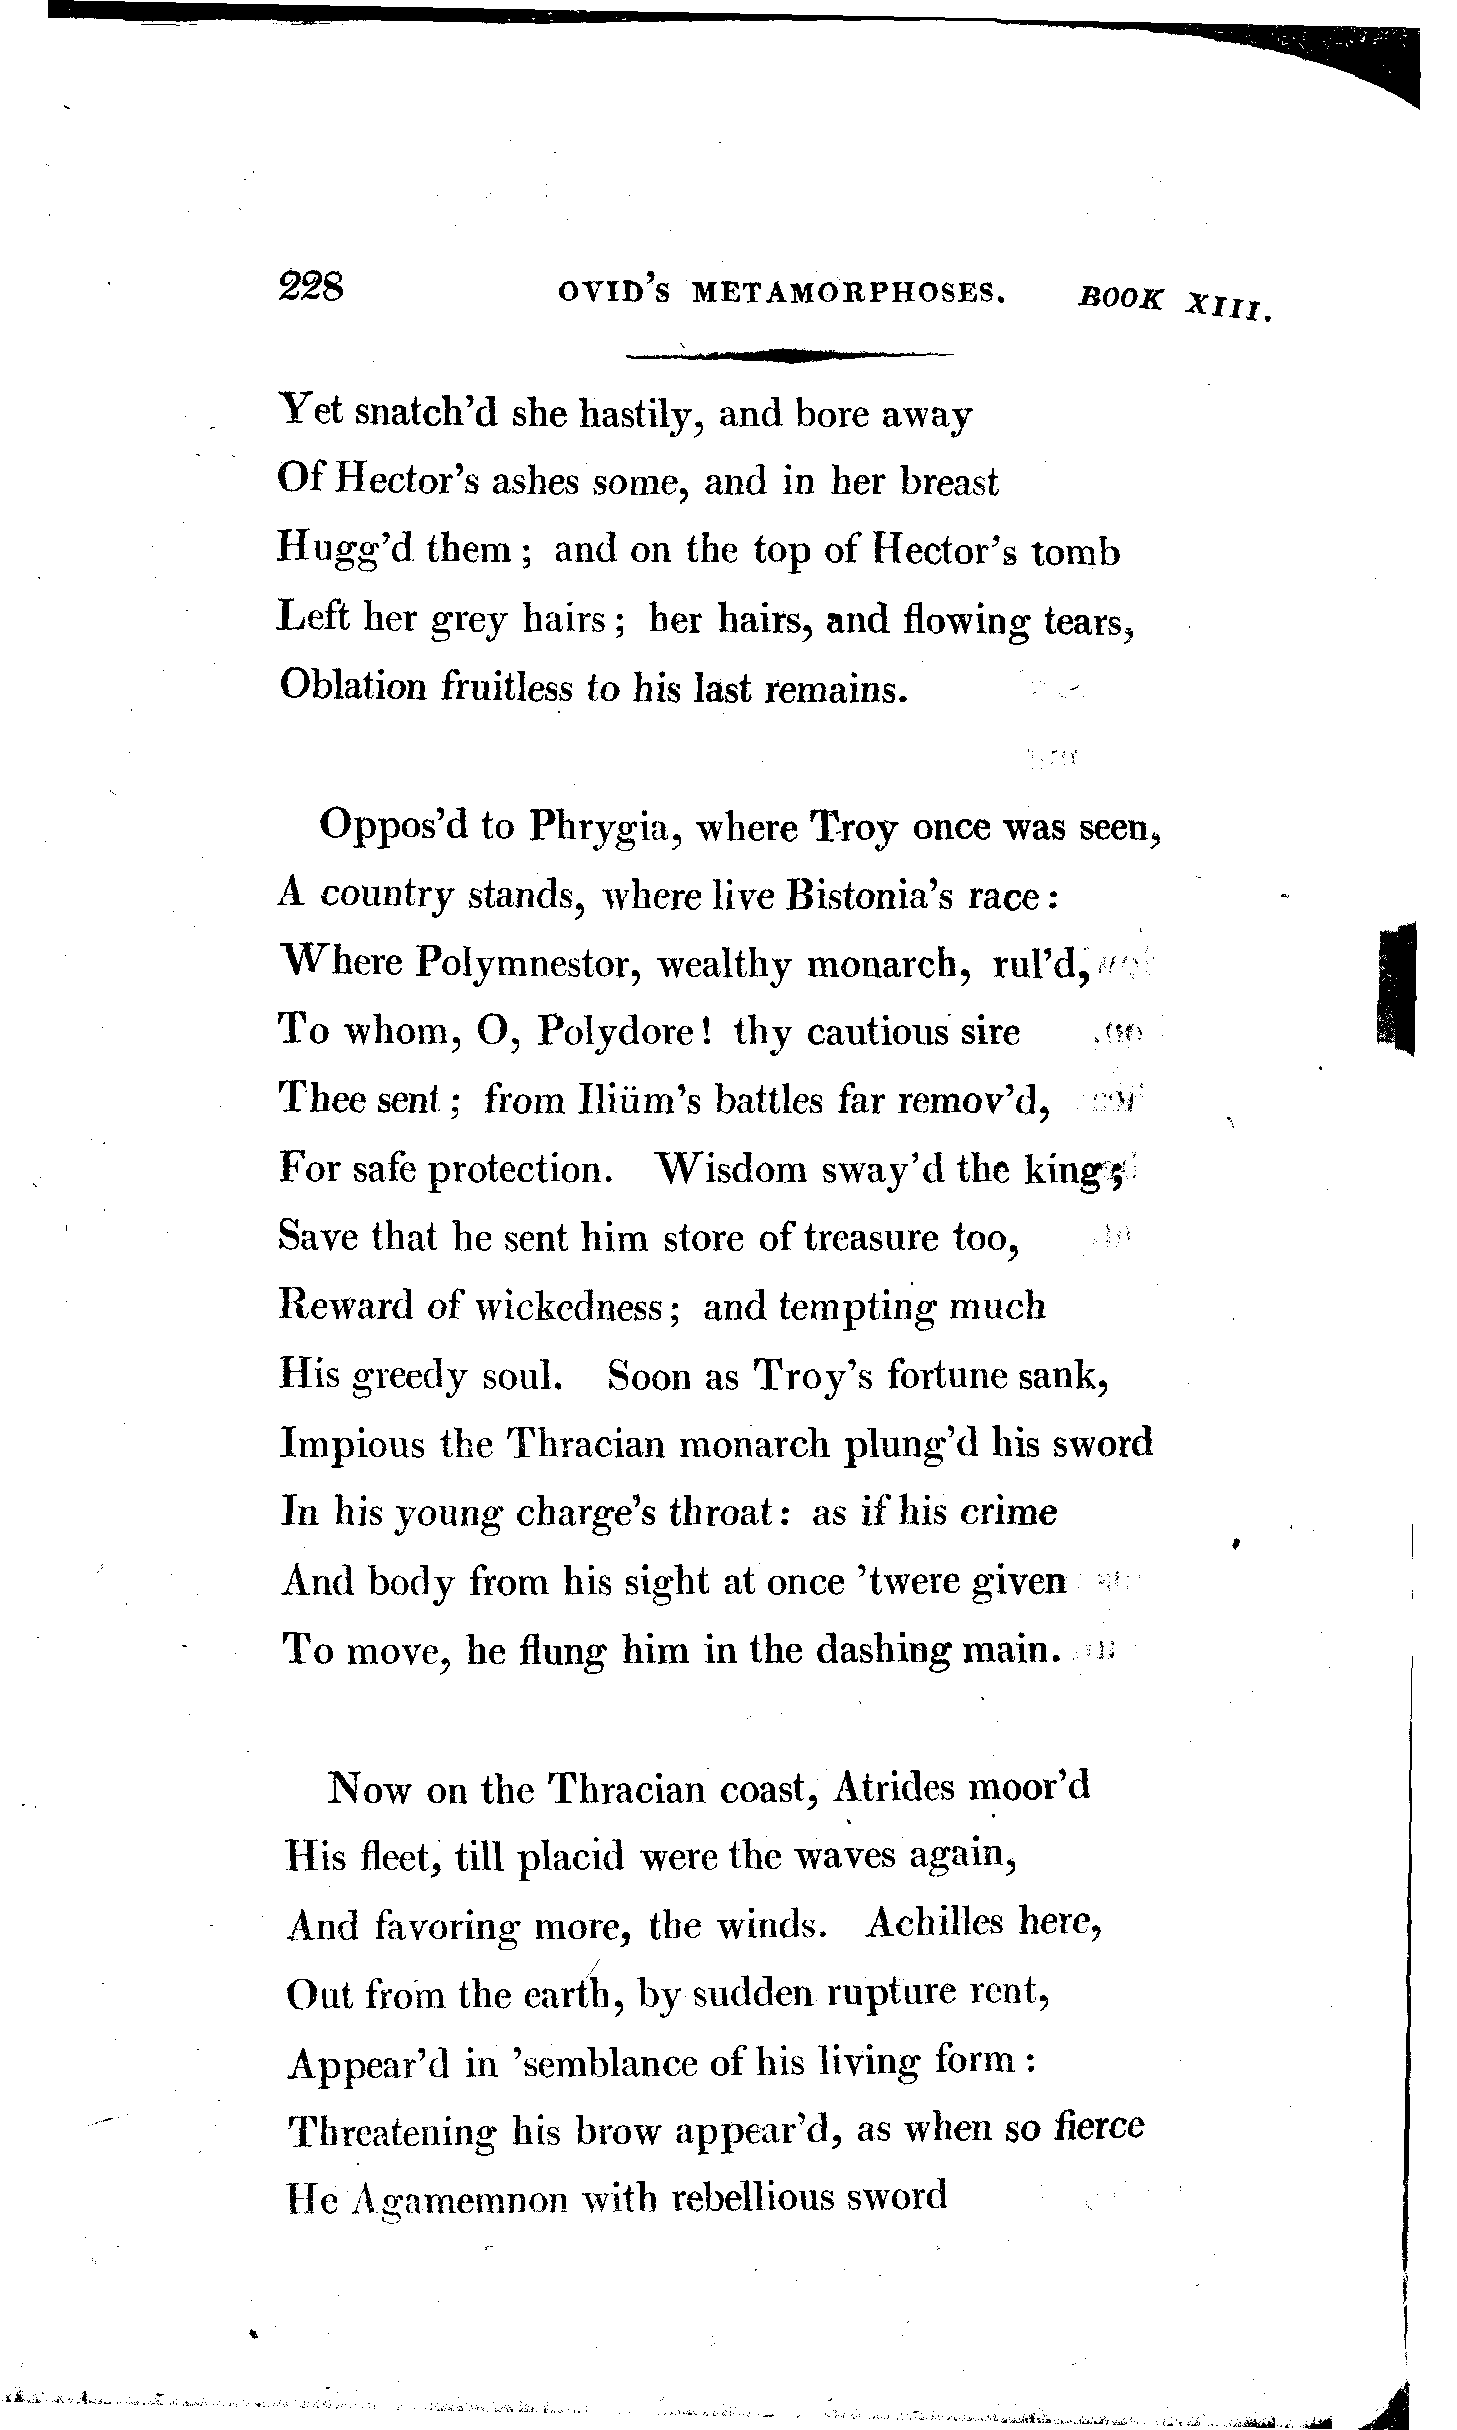 228 OVID'S METAMORPHOSES. BOOK XIII.
Yet snatch'd she hastily, and bore away
Of Hector's ashes some, and in her breast
Hugg'd them; and on the top of Hector's tomb
Left her grey hairs; her hairs, and flowing tears,
Oblation fruitless to his last remains.
Oppos'd to Phrygia, where Troy once was seen,
A country stands, where live Bistonia's race:
Where Polymnestor, wealthy monarch, rul'd,
To whom, O, Polydore! thy cautious sire
Thee sent; from Iliüm's battles far remov'd,
For safe protection. Wisdom sway'd the king;
Save that he sent him store of treasure too,
Reward of wickedness; and tempting much
His greedy soul. Soon as Troy's fortune sank,
Impious the Thracian monarch plung'd his sword
In his young charge's throat: as if his crime
And body from his sight at once 'twere given
To move, he flung him in the dashing main.
Now on the Thracian coast, Atrides moor'd
His fleet, till placid were the waves again,
And favoring more, the winds. Achilles here,
Out from the earth, by sudden rupture rent,
Appear'd in 'semblance of his living form:
Threatening his brow appear'd, as when so fierce
He Agamemnon with rebellious sword